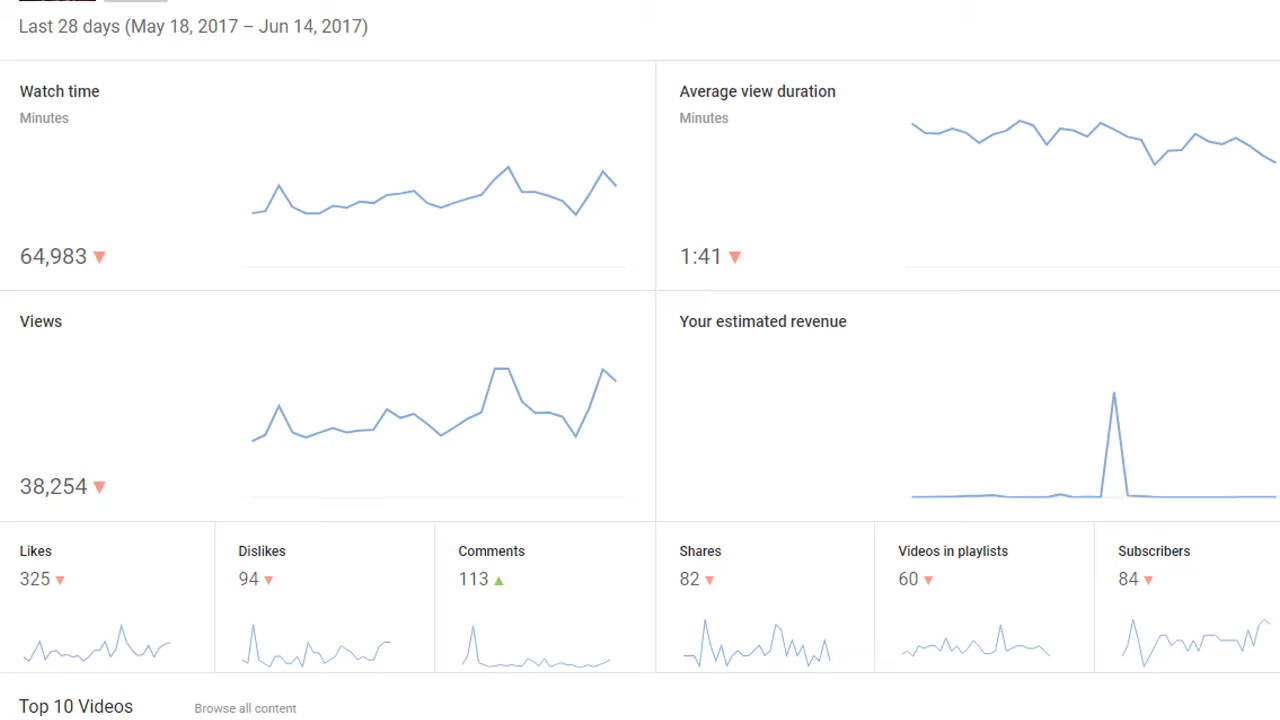 Last 28 days (May 18, 2017 – Jun 14, 2017)
Watch time
Minutes
64,983
Average view duration
Minutes
1:41
Views
38,254
Your estimated revenue
Likes
325
Dislikes
94
Comments
113
Shares
82
Videos in playlists
60
Subscribers
84
Top 10 Videos
Browse all content